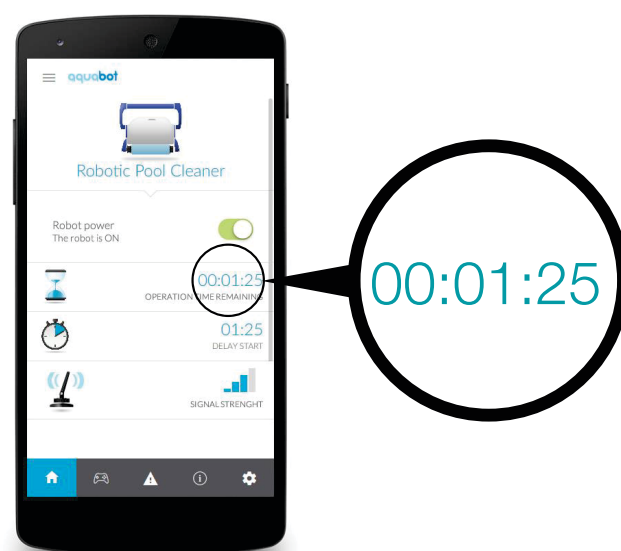 aquabot
Robotic Pool Cleaner
Robot power
The robot is ON
00:01:25
OPERATION TIME REMAINING
01:25
DELAY START
SIGNAL STRENGHT
00:01:25